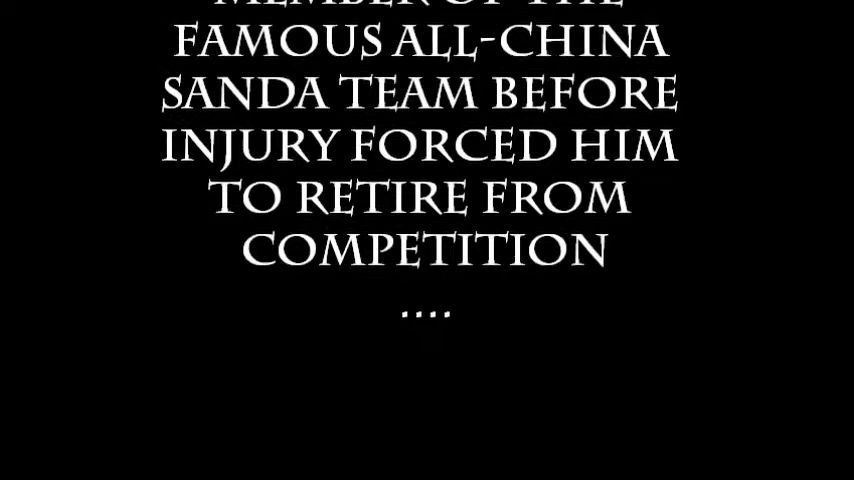 MEMBER OF THE
FAMOUS ALL-CHINA
SANDA TEAM BEFORE
INJURY FORCED HIM
TO RETIRE FROM
COMPETITION
....